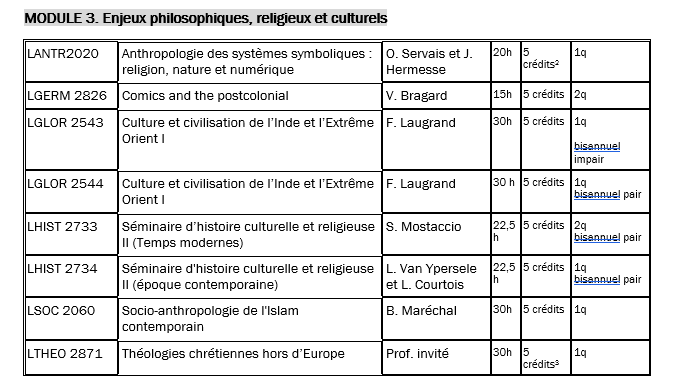 MODULE 3. Enjeux philosophiques, religieux et culturels
LANTR2020 Anthropologie des systèmes symboliques : O. Servais et J. 20h 5 1q
religion, nature et numérique Hermesse crédits²
LGERM 2826 Comics and the postcolonial V. Bragard 15h 5 crédits 2q
LGLOR 2543 Culture et civilisation de l’Inde et l’Extrême F. Laugrand 30h 5 crédits 1q
Orient I bisannuel
impair
LGLOR 2544 Culture et civilisation de l’Inde et l’Extrême F. Laugrand 30 h 5 crédits 1q
Orient I bisannuel pair
LHIST 2733 Séminaire d’histoire culturelle et religieuse S. Mostaccio 22,5 5 crédits 2q
II (Temps modernes) h bisannuel pair
LHIST 2734 Séminaire d'histoire culturelle et religieuse L. Van Ypersele 22,5 5 crédits 1q
II (époque contemporaine) et L. Courtois h bisannuel pair
LSOC 2060 Socio-anthropologie de l'Islam B. Maréchal 30h 5 crédits 1q
contemporain
LTHEO 2871 Théologies chrétiennes hors d’Europe Prof. invité 30h 5 1q
crédits³